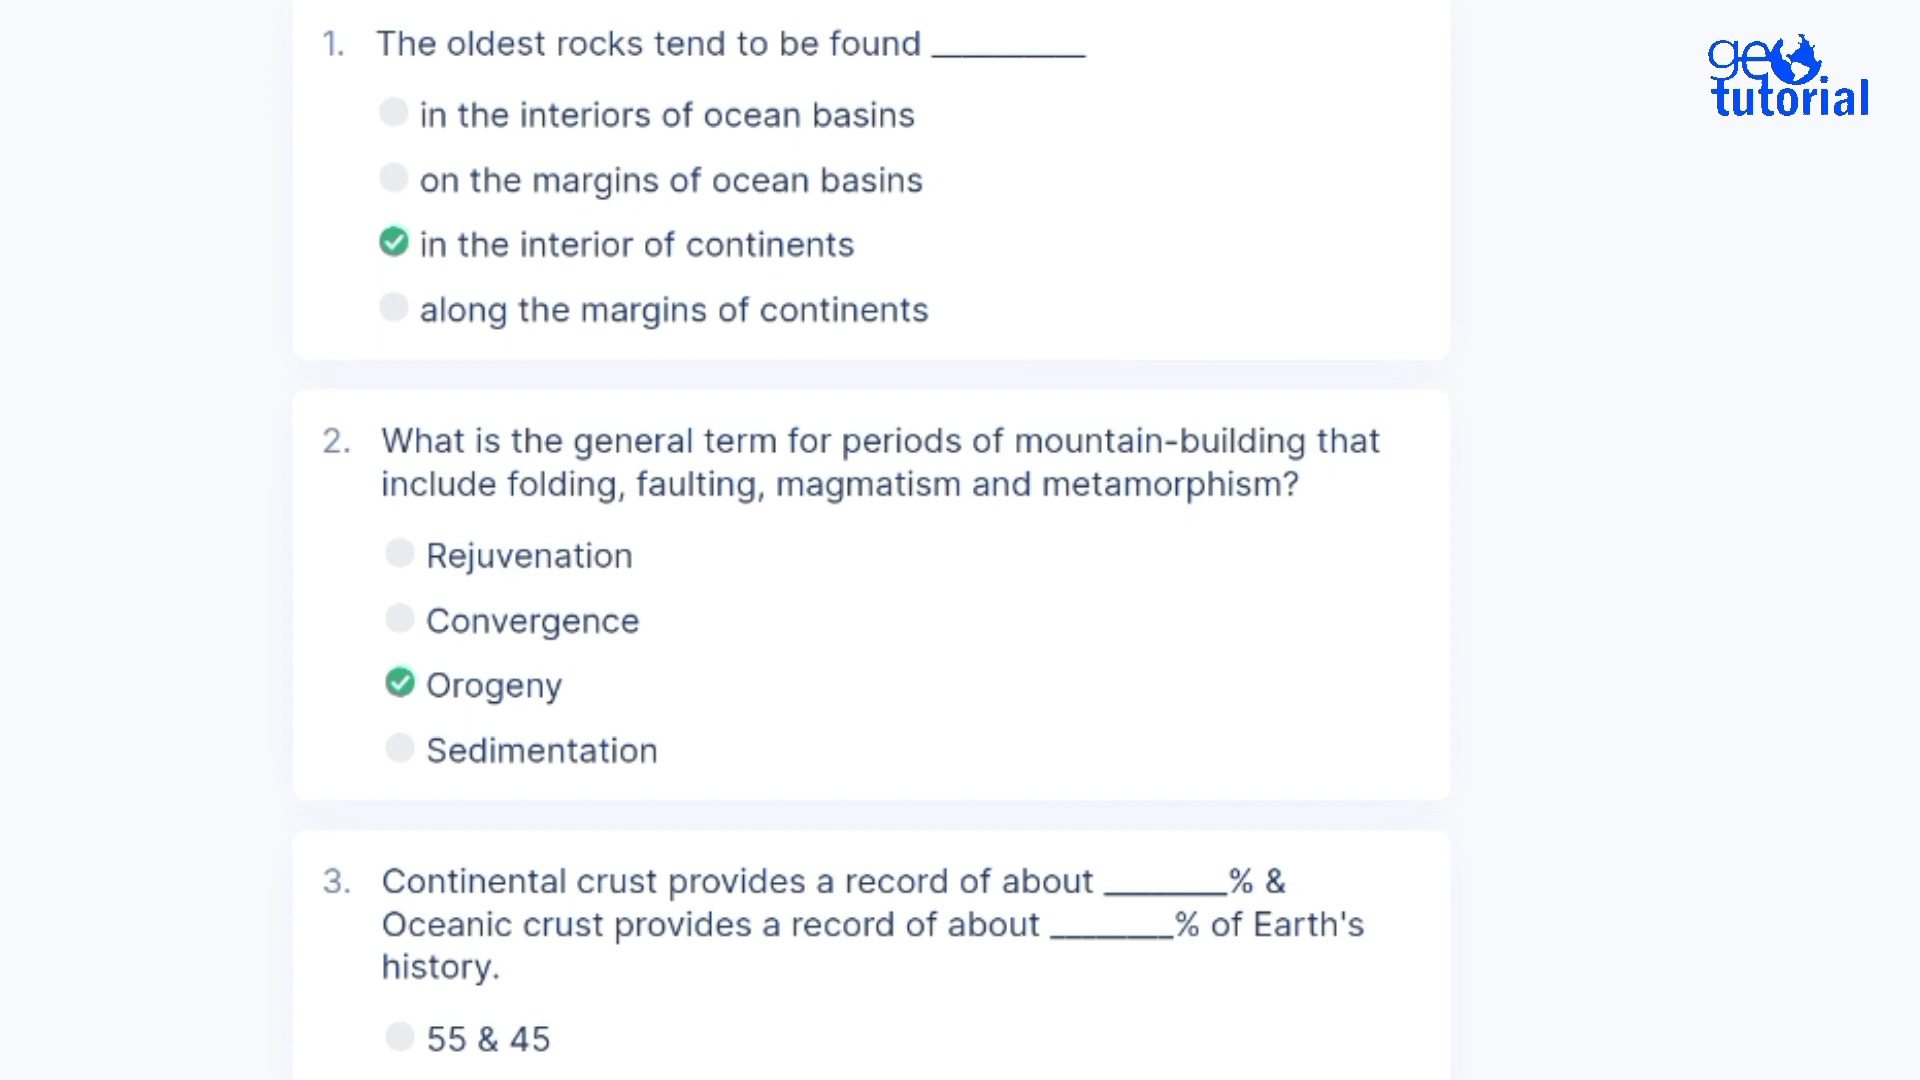 1. The oldest rocks tend to be found _________
in the interiors of ocean basins
on the margins of ocean basins
in the interior of continents
along the margins of continents
2. What is the general term for periods of mountain-building that
include folding, faulting, magmatism and metamorphism?
Rejuvenation
Convergence
Orogeny
Sedimentation
3. Continental crust provides a record of about _______% &
Oceanic crust provides a record of about _______% of Earth's
history.
55 & 45
geo
tutorial